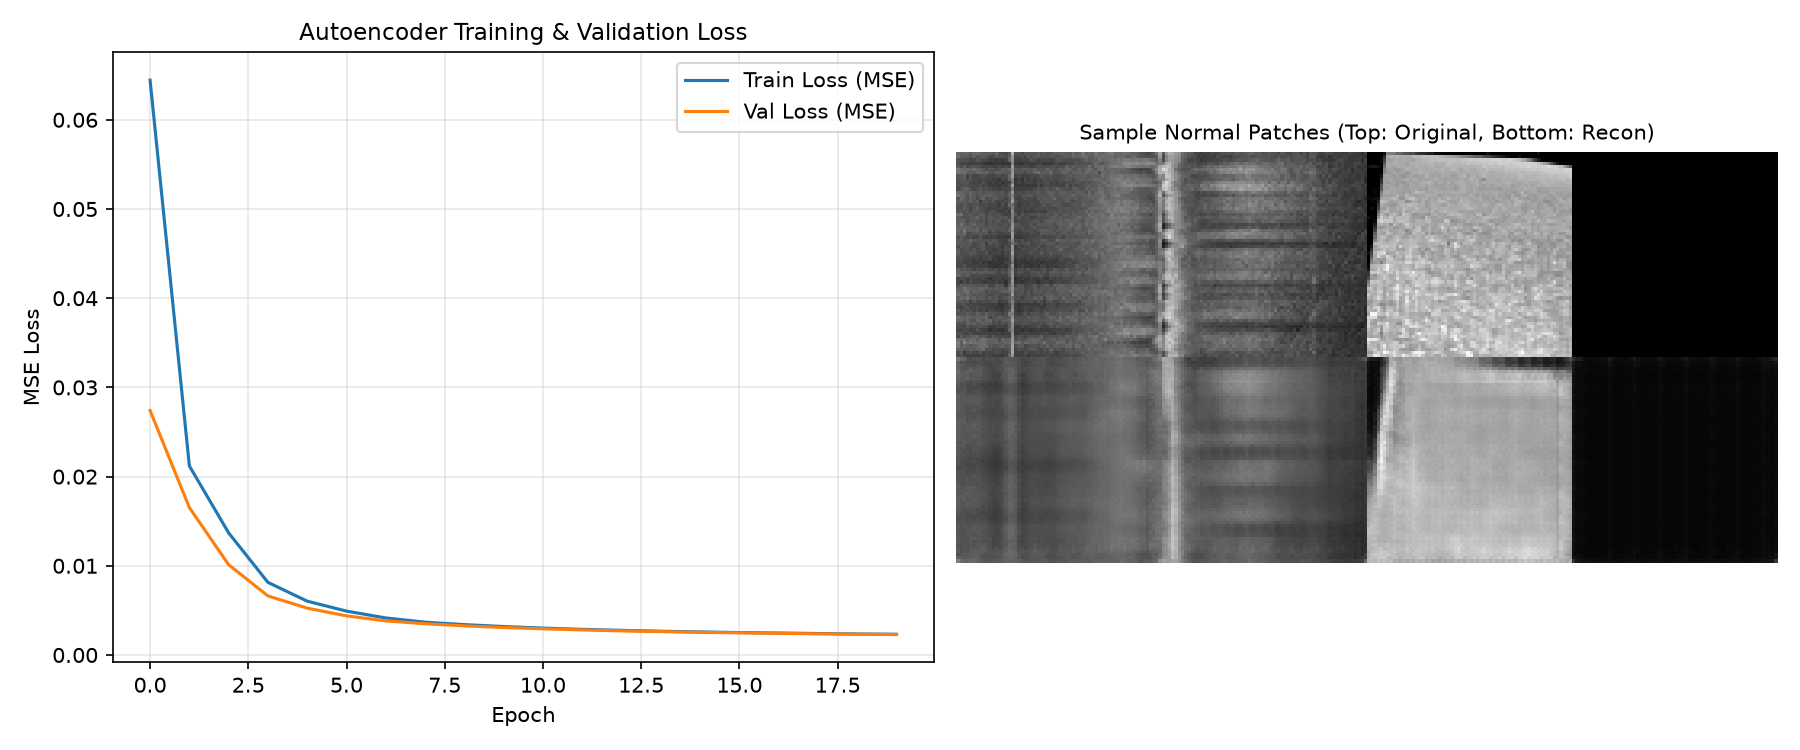 Autoencoder Training & Validation Loss
Train Loss (MSE)
Val Loss (MSE)
MSE Loss
0.06
0.05
0.04
0.03
0.02
0.01
0.00
0.0 2.5 5.0 7.5 10.0 12.5 15.0 17.5
Epoch
Sample Normal Patches (Top: Original, Bottom: Recon)